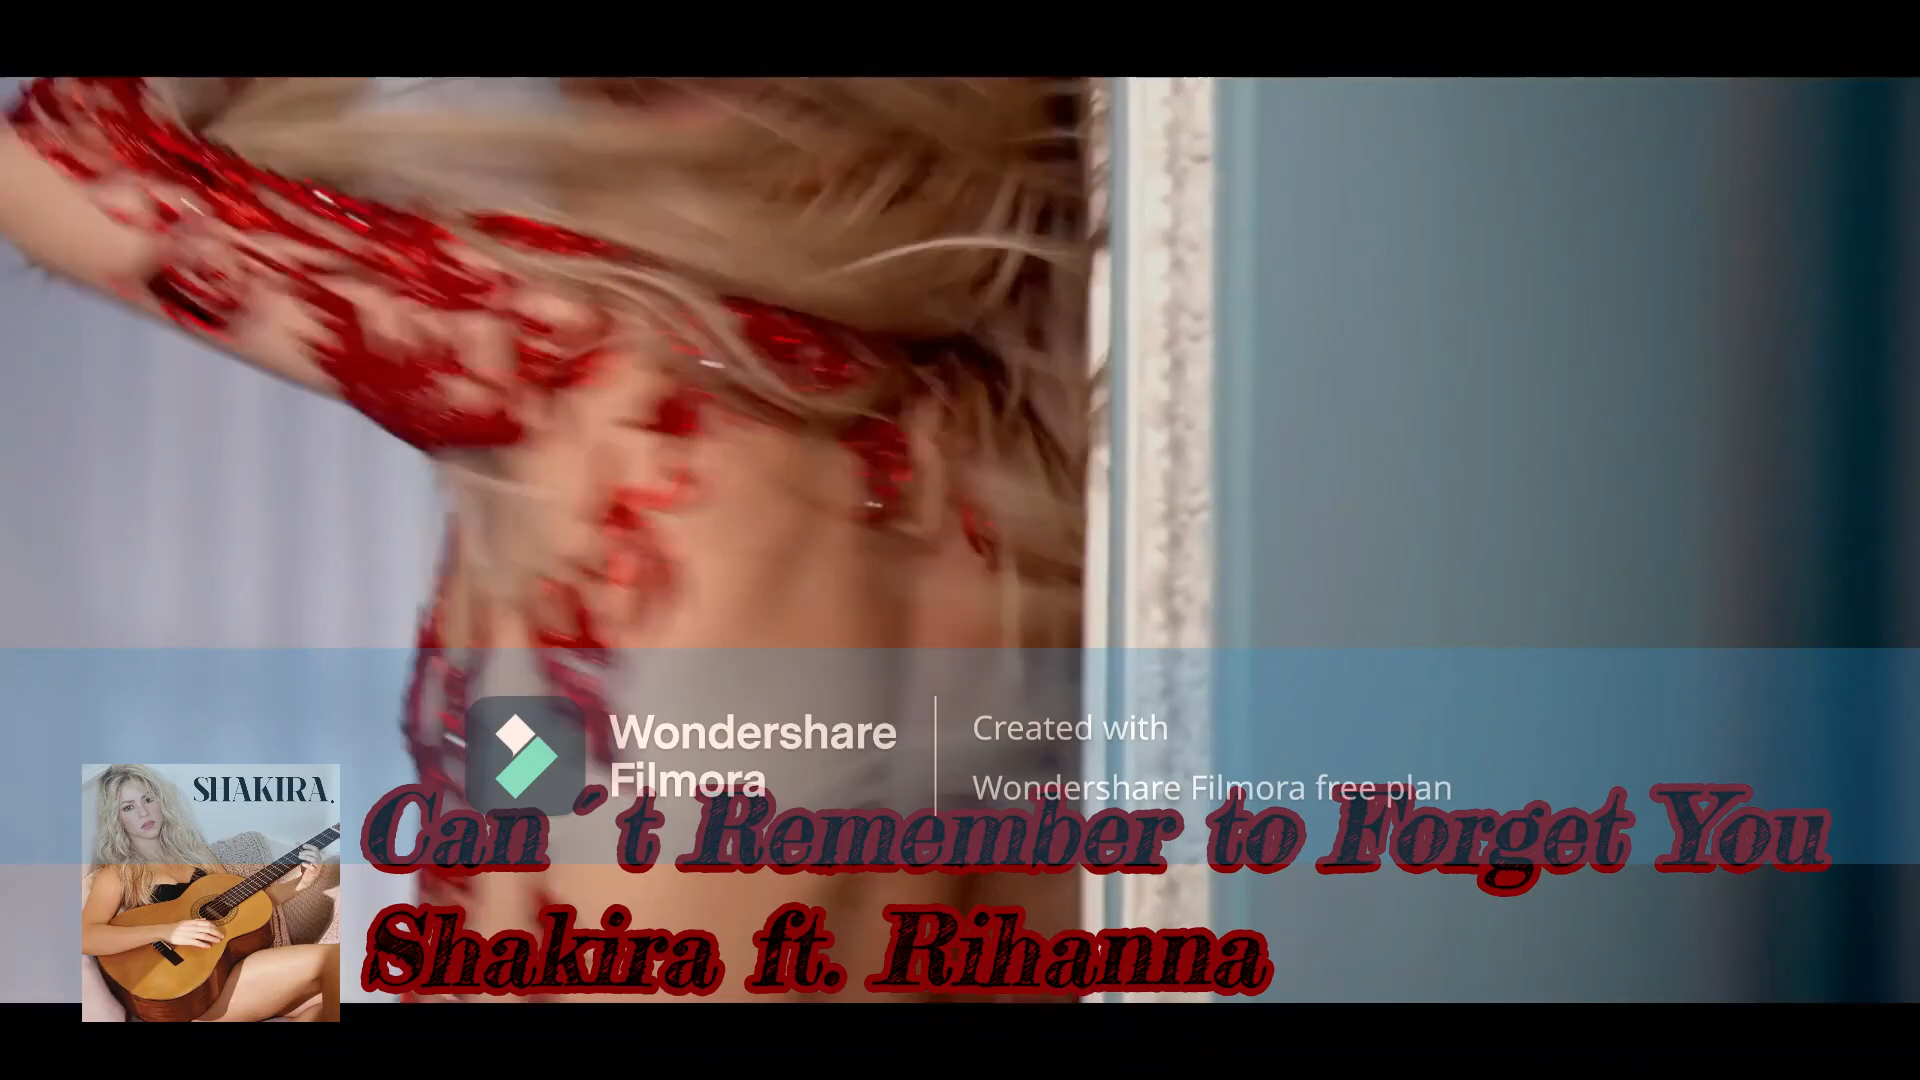 Wondershare
Filmora
Created with
Wondershare Filmora free plan
SHAKIRA.
Can´t Remember to Forget You
Shakira ft. Rihanna